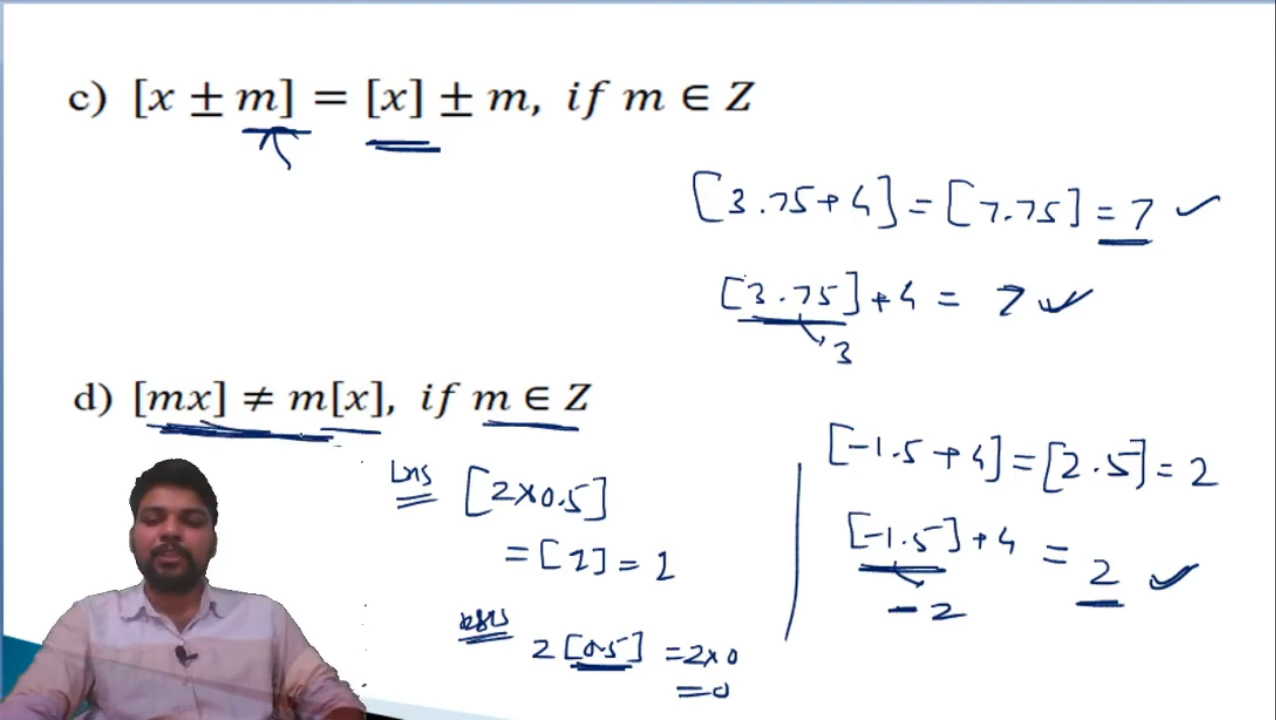 c) [x ± m] = [x] ± m, if m ∈ Z
[3.75+4] = [7.75] = 7 ✓
[3.75]+4 = 7 ✓
3
d) [mx] ≠ m[x], if m ∈ Z
[-1.5+4] = [2.5] = 2
[-1.5]+4 = 2 ✓
-2
LHS
[2×0.5]
= [1] = 1
RHS
2[0.5] = 2×0
= 0